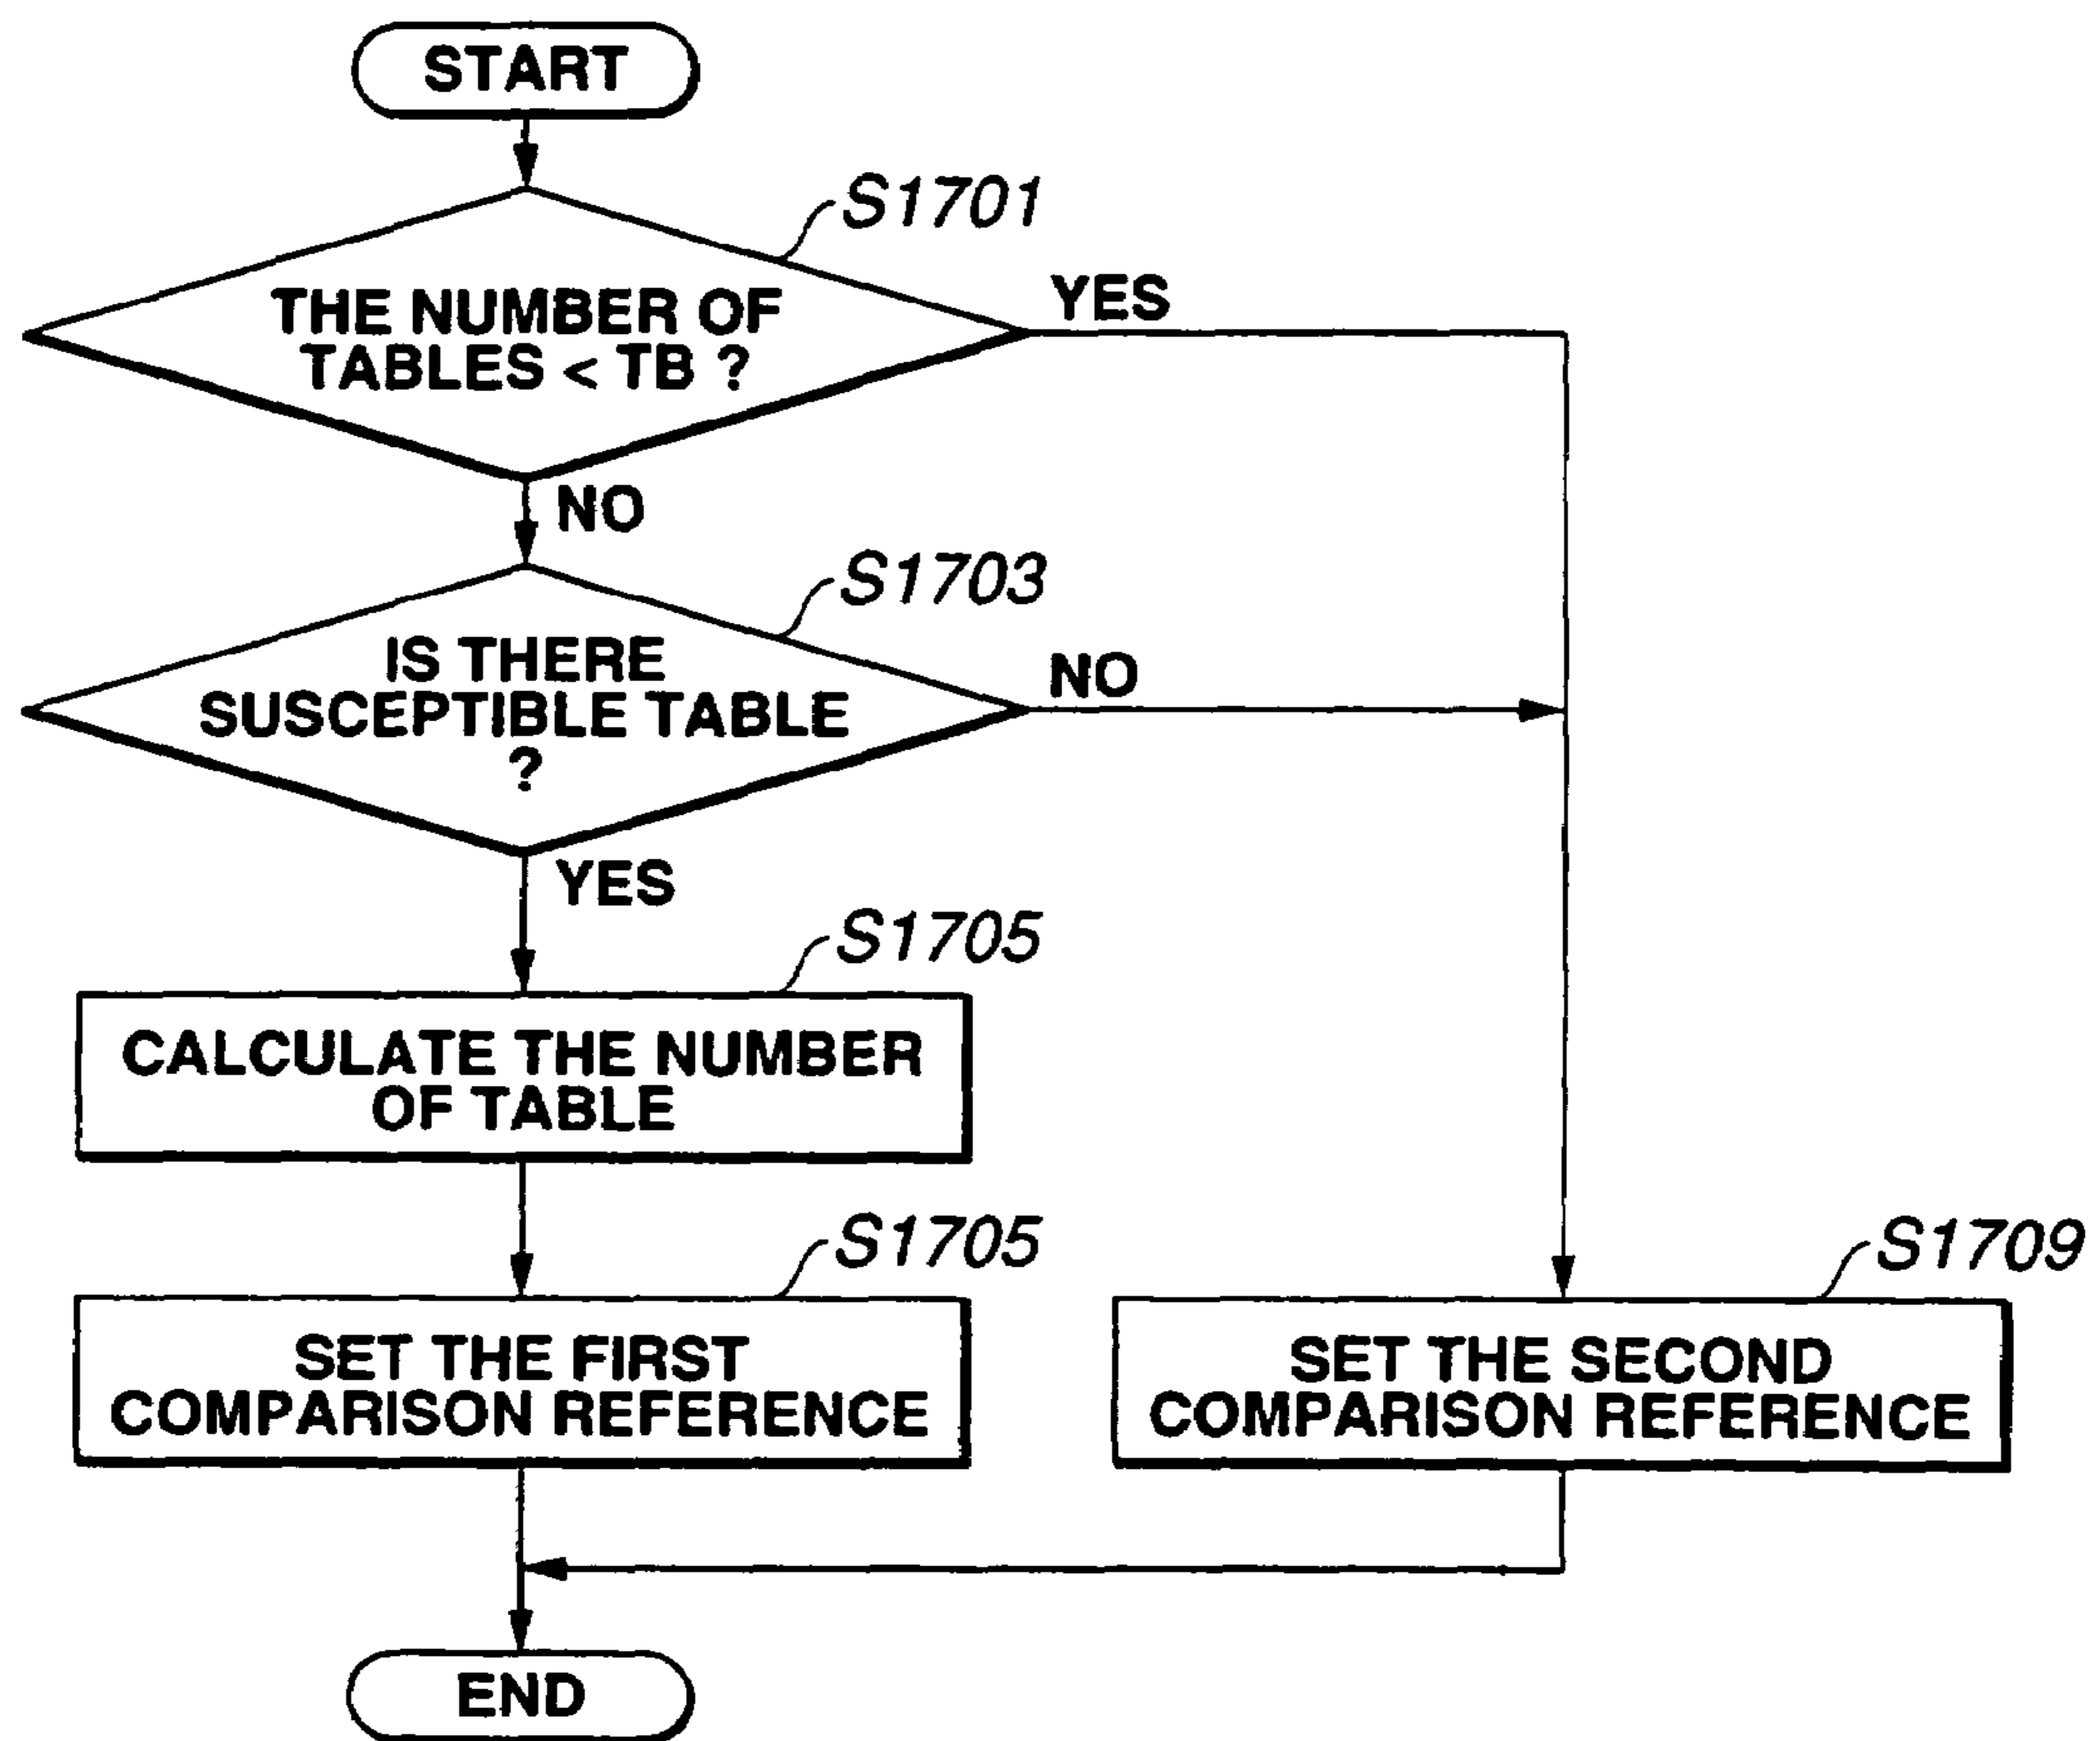 START
S1701
THE NUMBER OF
TABLES < TB ?
YES
NO
S1703
IS THERE
SUSCEPTIBLE TABLE
?
NO
YES
S1705
CALCULATE THE NUMBER
OF TABLE
S1705
SET THE FIRST
COMPARISON REFERENCE
S1709
SET THE SECOND
COMPARISON REFERENCE
END